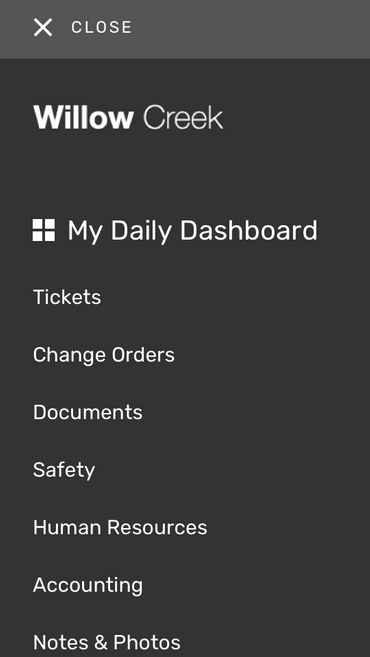 CLOSE
Willow Creek
My Daily Dashboard
Tickets
Change Orders
Documents
Safety
Human Resources
Accounting
Notes & Photos